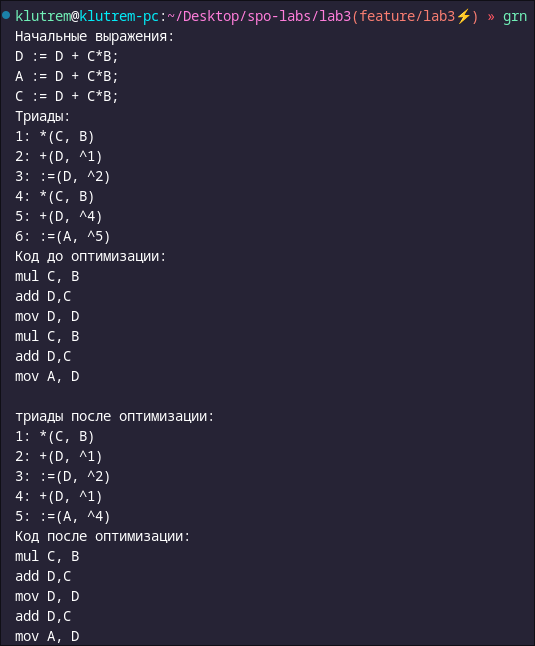 klutrem@klutrem-pc:~/Desktop/spo-labs/lab3(feature/lab3⚡) » grn
Начальные выражения:
D := D + C*B;
A := D + C*B;
C := D + C*B;
Триады:
1: *(C, B)
2: +(D, ^1)
3: :=(D, ^2)
4: *(C, B)
5: +(D, ^4)
6: :=(A, ^5)
Код до оптимизации:
mul C, B
add D,C
mov D, D
mul C, B
add D,C
mov A, D
триады после оптимизации:
1: *(C, B)
2: +(D, ^1)
3: :=(D, ^2)
4: +(D, ^1)
5: :=(A, ^4)
Код после оптимизации:
mul C, B
add D,C
mov D, D
add D,C
mov A, D